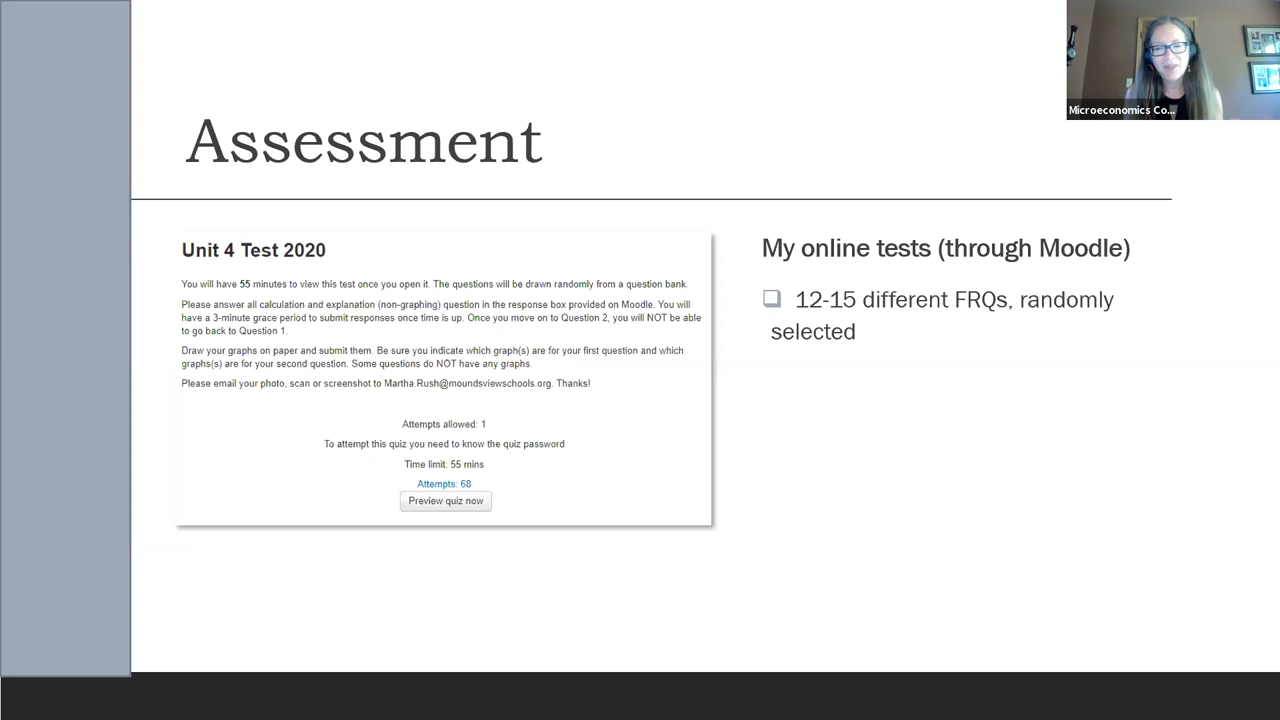 Microeconomics Co...
Assessment
Unit 4 Test 2020
You will have 55 minutes to view this test once you open it. The questions will be drawn randomly from a question bank.
Please answer all calculation and explanation (non-graphing) question in the response box provided on Moodle. You will
have a 3-minute grace period to submit responses once time is up. Once you move on to Question 2, you will NOT be able
to go back to Question 1.
Draw your graphs on paper and submit them. Be sure you indicate which graph(s) are for your first question and which
graphs(s) are for your second question. Some questions do NOT have any graphs.
Please email your photo, scan or screenshot to Martha.Rush@moundsviewschools.org. Thanks!
Attempts allowed: 1
To attempt this quiz you need to know the quiz password
Time limit: 55 mins
Attempts: 68
Preview quiz now
My online tests (through Moodle)
12-15 different FRQs, randomly
selected